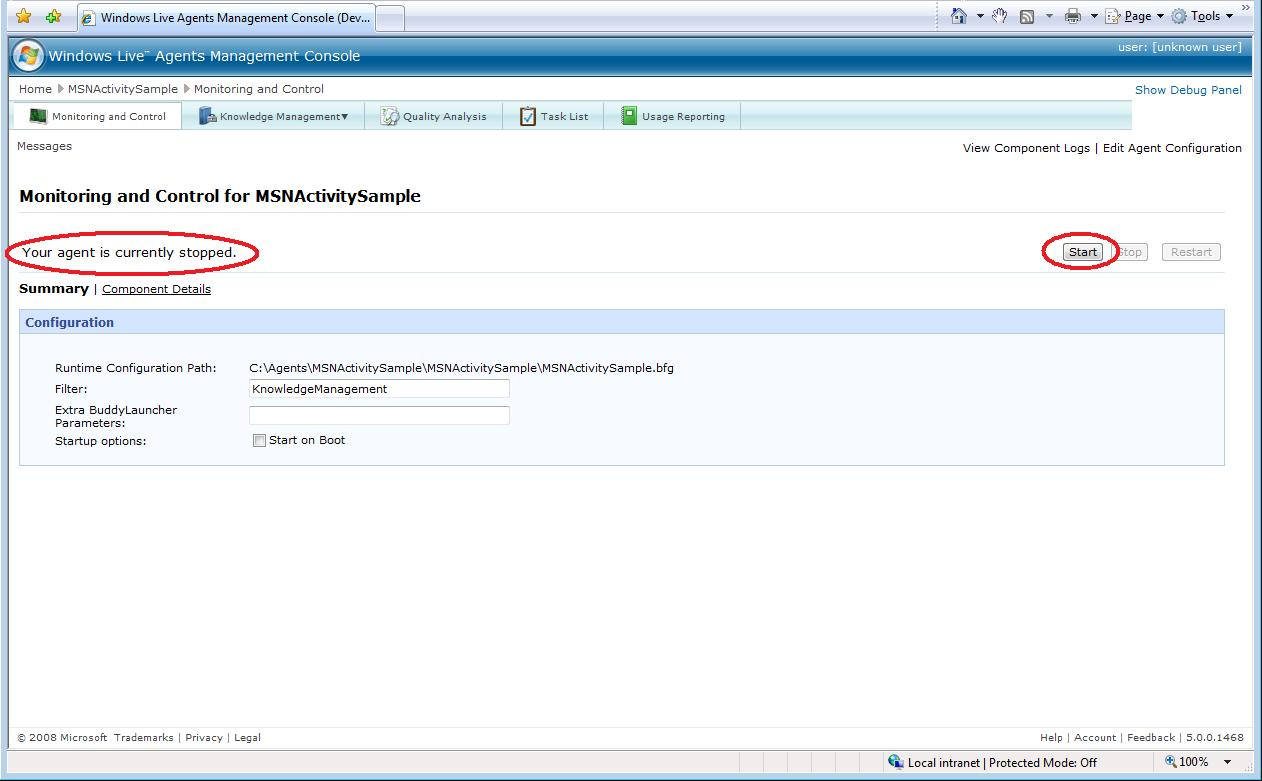 Windows Live Agents Management Console (Dev...
Page Tools
Windows Live™ Agents Management Console
user: [unknown user]
Home MSNActivitySample Monitoring and Control
Show Debug Panel
Monitoring and Control Knowledge Management Quality Analysis Task List Usage Reporting
Messages
View Component Logs | Edit Agent Configuration
Monitoring and Control for MSNActivitySample
Your agent is currently stopped.
Start Stop Restart
Summary | Component Details
Configuration
Runtime Configuration Path: C:\Agents\MSNActivitySample\MSNActivitySample\MSNActivitySample.bfg
Filter: KnowledgeManagement
Extra BuddyLauncher
Parameters:
Startup options: Start on Boot
© 2008 Microsoft Trademarks | Privacy | Legal
Help | Account | Feedback | 5.0.0.1468
Local intranet | Protected Mode: Off
100%